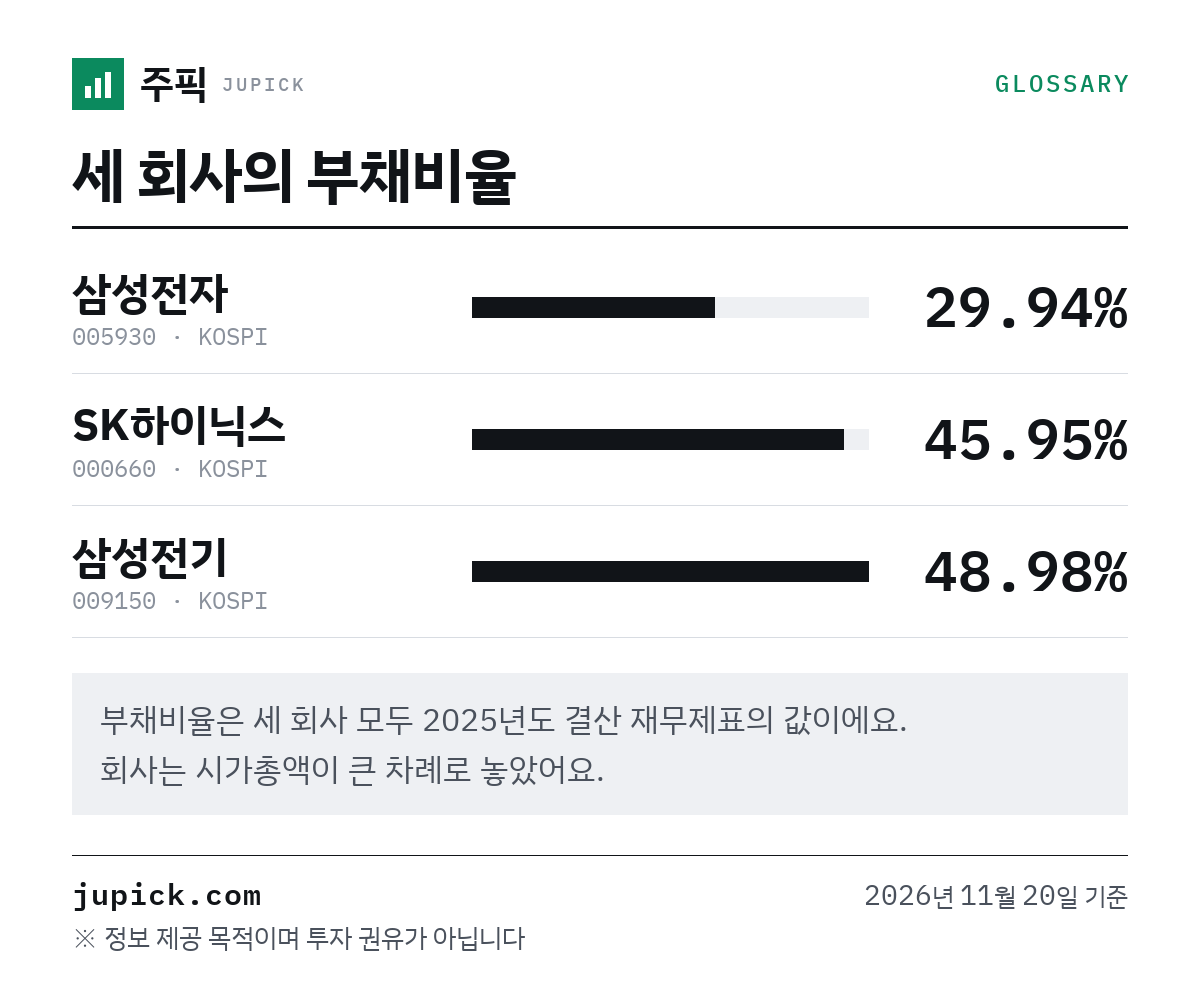 주픽 JUPICK
GLOSSARY
세 회사의 부채비율
삼성전자
005930 · KOSPI
29.94%
SK하이닉스
000660 · KOSPI
45.95%
삼성전기
009150 · KOSPI
48.98%
부채비율은 세 회사 모두 2025년도 결산 재무제표의 값이에요.
회사는 시가총액이 큰 차례로 놓았어요.
jupick.com
2026년 11월 20일 기준
※ 정보 제공 목적이며 투자 권유가 아닙니다